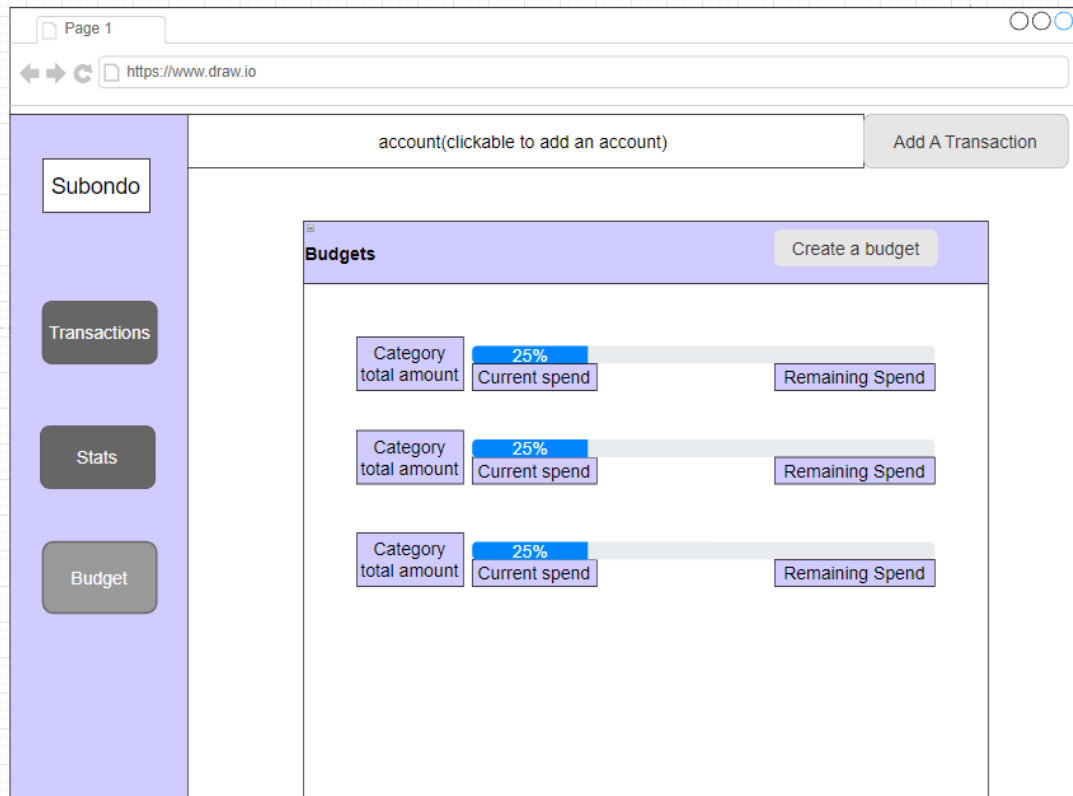 Page 1
https://www.draw.io
account(clickable to add an account)
Add A Transaction
Subondo
Budgets
Create a budget
Transactions
Category
total amount
25%
Current spend
Remaining Spend
Stats
Category
total amount
25%
Current spend
Remaining Spend
Budget
Category
total amount
25%
Current spend
Remaining Spend